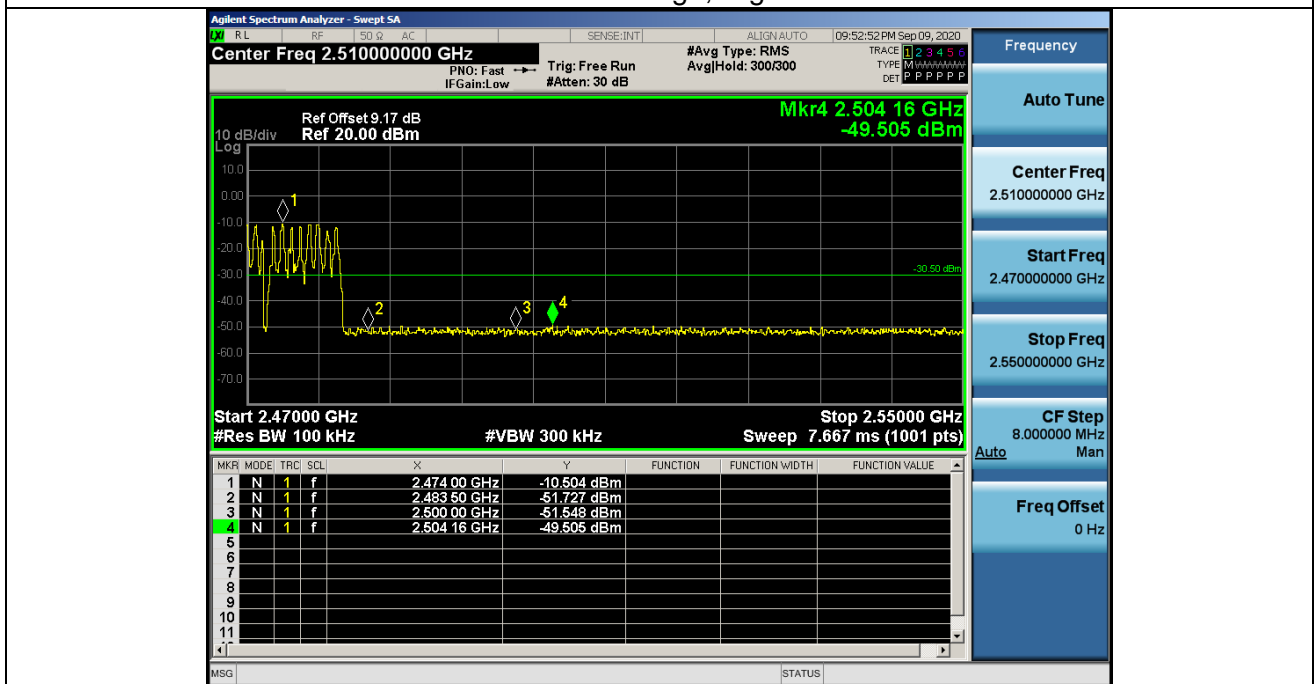 Agilent Spectrum Analyzer - Swept SA
LXI RL RF 50 Ω AC SENSE:INT ALIGN AUTO 09:52:52 PM Sep 09, 2020
Center Freq 2.510000000 GHz #Avg Type: RMS TRACE 1 2 3 4 5 6
PNO: Fast Trig: Free Run Avg|Hold: 300/300 TYPE M WWWWW
IFGain:Low #Atten: 30 dB DET P P P P P P
Mkr4 2.504 16 GHz
-49.505 dBm
Ref Offset 9.17 dB
10 dB/div Ref 20.00 dBm
Log
10.0
0.00
-10.0
-20.0
-30.0
-40.0
-50.0
-60.0
-70.0
1
2
3
4
-30.50 dBm
Start 2.47000 GHz Stop 2.55000 GHz
#Res BW 100 kHz #VBW 300 kHz Sweep 7.667 ms (1001 pts)
MKR MODE TRC SCL X Y FUNCTION FUNCTION WIDTH FUNCTION VALUE
1 N 1 f 2.474 00 GHz -10.504 dBm
2 N 1 f 2.483 50 GHz -51.727 dBm
3 N 1 f 2.500 00 GHz -51.548 dBm
4 N 1 f 2.504 16 GHz -49.505 dBm
5
6
7
8
9
10
11
MSG STATUS
Frequency
Auto Tune
Center Freq
2.510000000 GHz
Start Freq
2.470000000 GHz
Stop Freq
2.550000000 GHz
CF Step
8.000000 MHz
Auto Man
Freq Offset
0 Hz